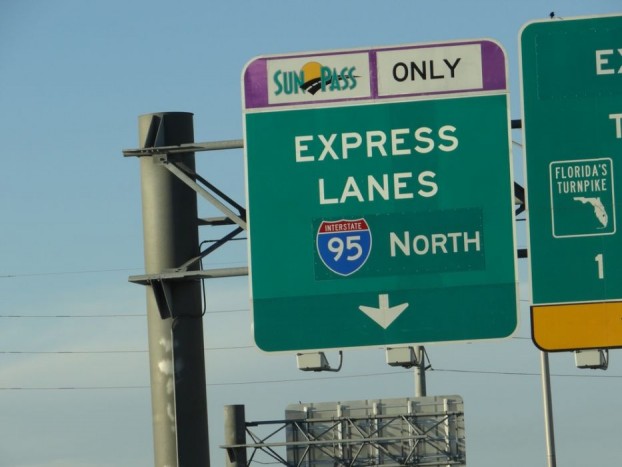 SUNPASS ONLY
EXPRESS
LANES
INTERSTATE
95 NORTH
FLORIDA'S
TURNPIKE
1